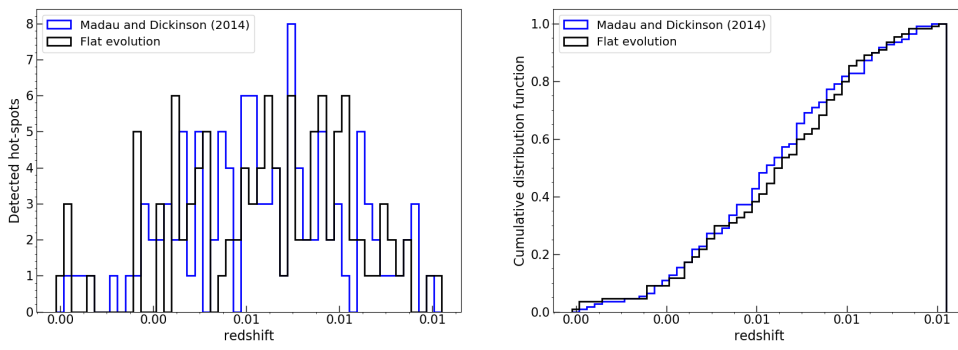 Madau and Dickinson (2014)
Flat evolution
Detected hot-spots
8
7
6
5
4
3
2
1
0
0.00 0.00 0.01 0.01 0.01
redshift
Madau and Dickinson (2014)
Flat evolution
Cumulative distribution function
1.0
0.8
0.6
0.4
0.2
0.0
0.00 0.00 0.01 0.01 0.01
redshift